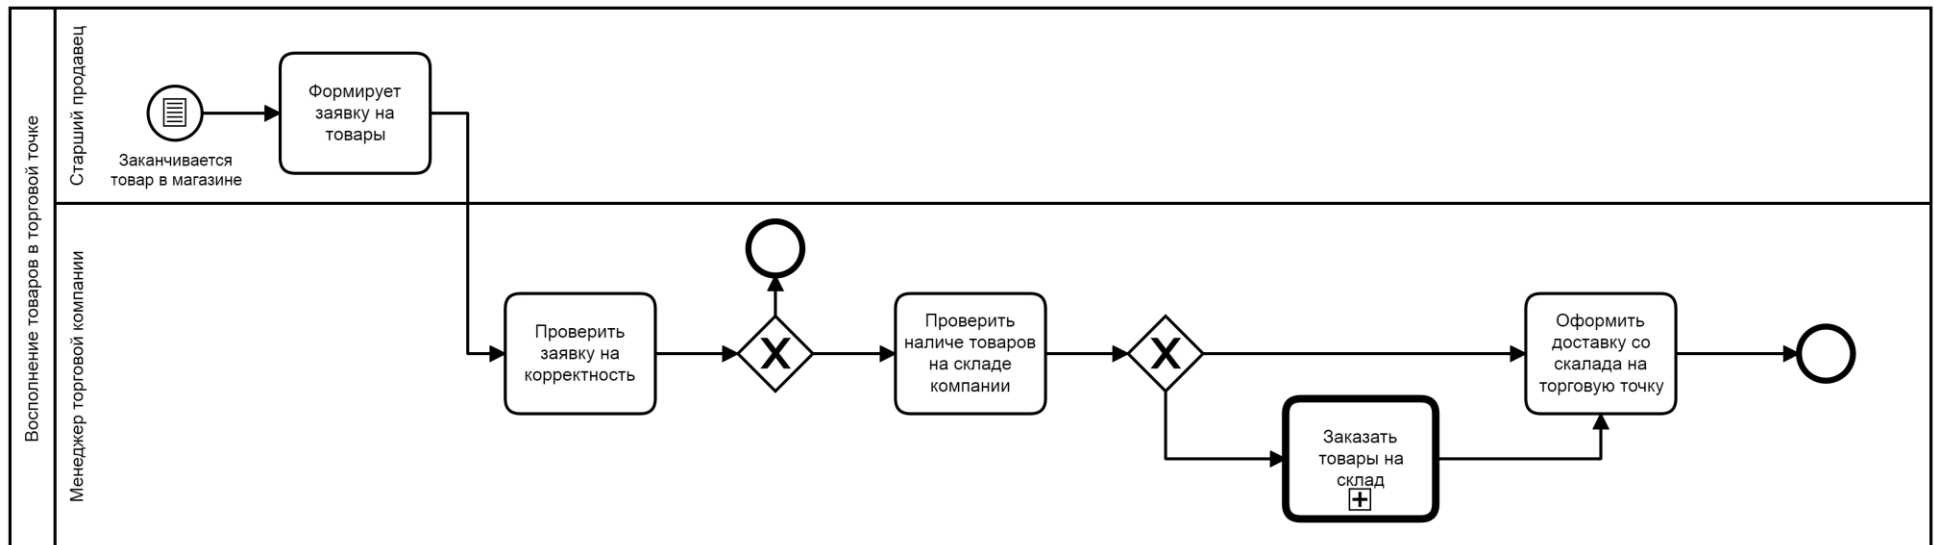 Восполнение товаров в торговой точке
Старший продавец
Заканчивается
товар в магазине
Формирует
заявку на
товары
Менеджер торговой компании
Проверить
заявку на
корректность
Проверить
наличе товаров
на складе
компании
Заказать
товары на
склад
Оформить
доставку со
скалада на
торговую точку